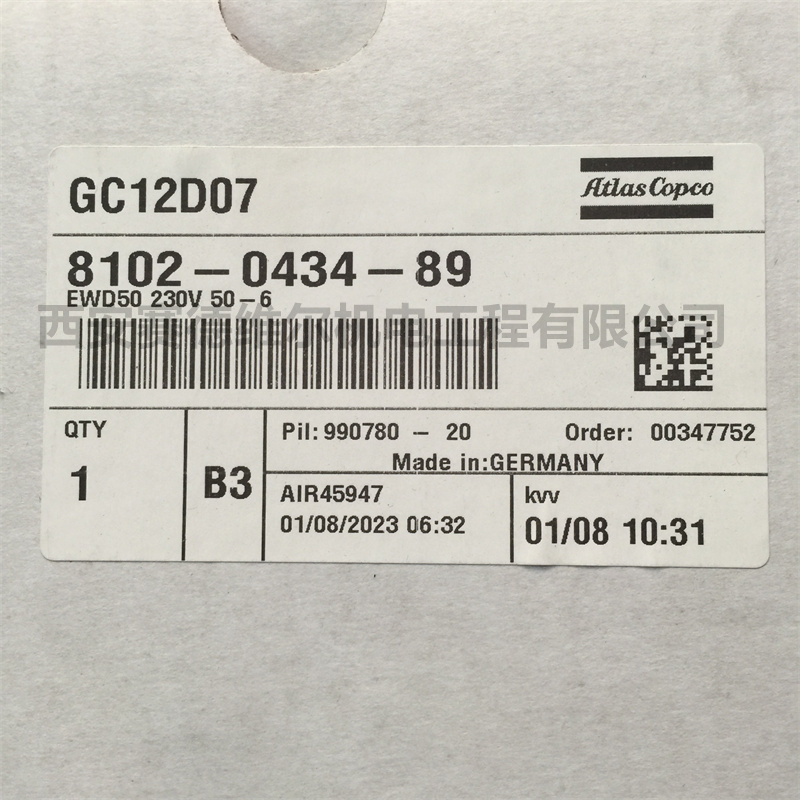 GC12D07
Atlas Copco
8102-0434-89
EWD50 230V 50-6
西安赛德维尔机电工程有限公司
QTY
1
B3
Pil: 990780 - 20
Order: 00347752
Made in:GERMANY
AIR45947
01/08/2023 06:32
kvv
01/08 10:31